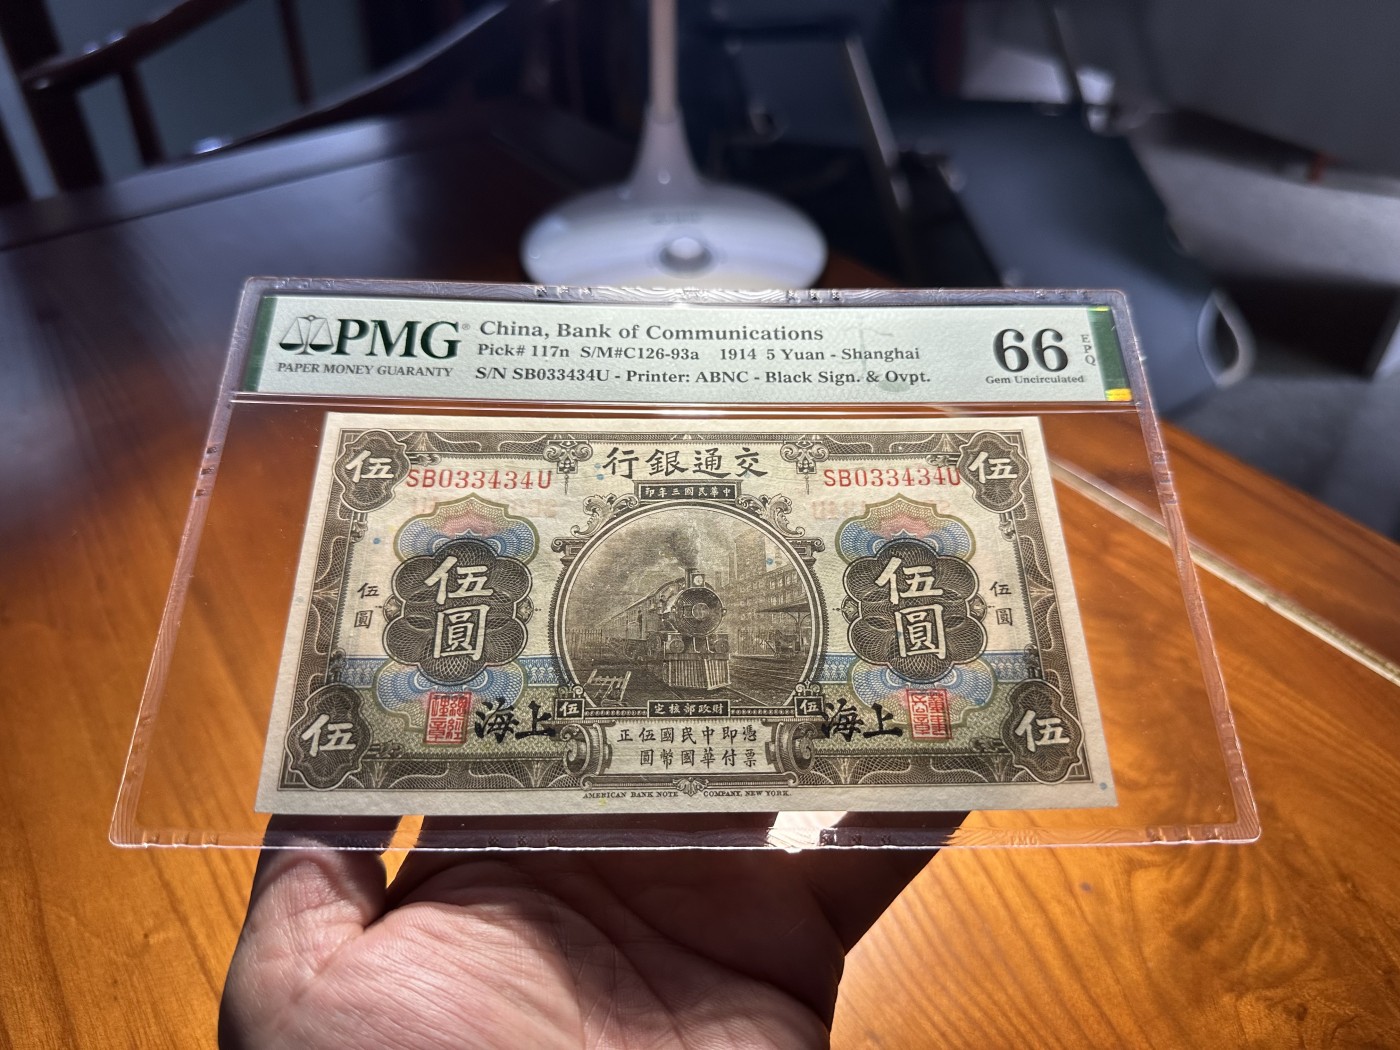 PMG®
PAPER MONEY GUARANTY
China, Bank of Communications
Pick# 117n S/M#C126-93a 1914 5 Yuan - Shanghai
S/N SB033434U - Printer: ABNC - Black Sign. & Ovpt.
66
EPQ
Gem Uncirculated
伍
行銀通交
伍
SB033434U
SB033434U
印年三國民華中
伍圓
伍圓
伍圓
伍圓
伍
定核部政財
伍
海上
海上
正伍國民中即憑
圓幣國華付票
伍
伍
AMERICAN BANK NOTE COMPANY, NEW YORK.